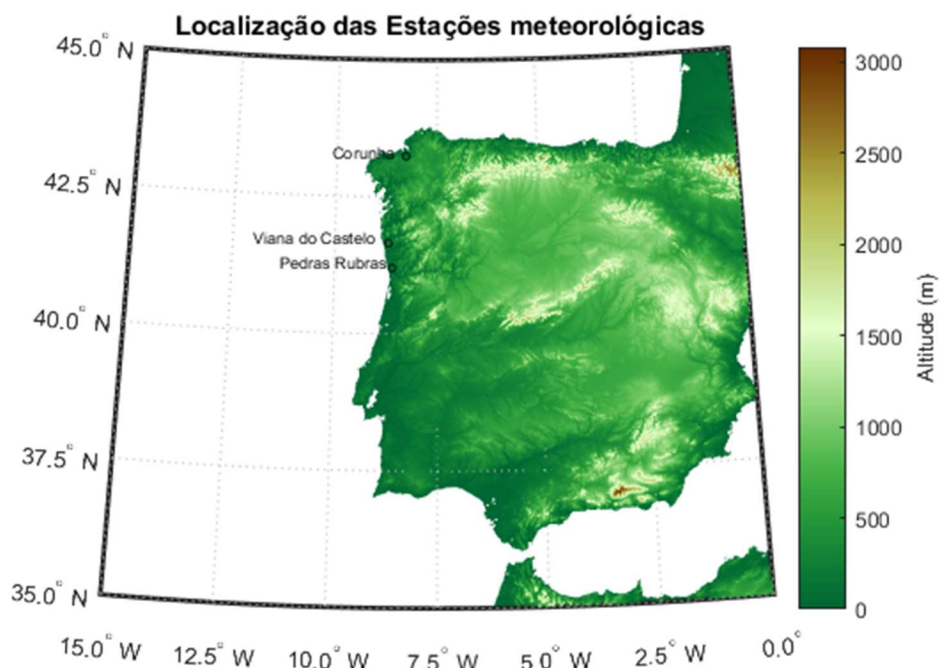 Localização das Estações meteorológicas
45.0° N
42.5° N
40.0° N
37.5° N
35.0° N
15.0° W
12.5° W
10.0° W
7.5° W
5.0° W
2.5° W
0.0°
Corunha
Viana do Castelo
Pedras Rubras
3000
2500
2000
1500
1000
500
0
Altitude (m)